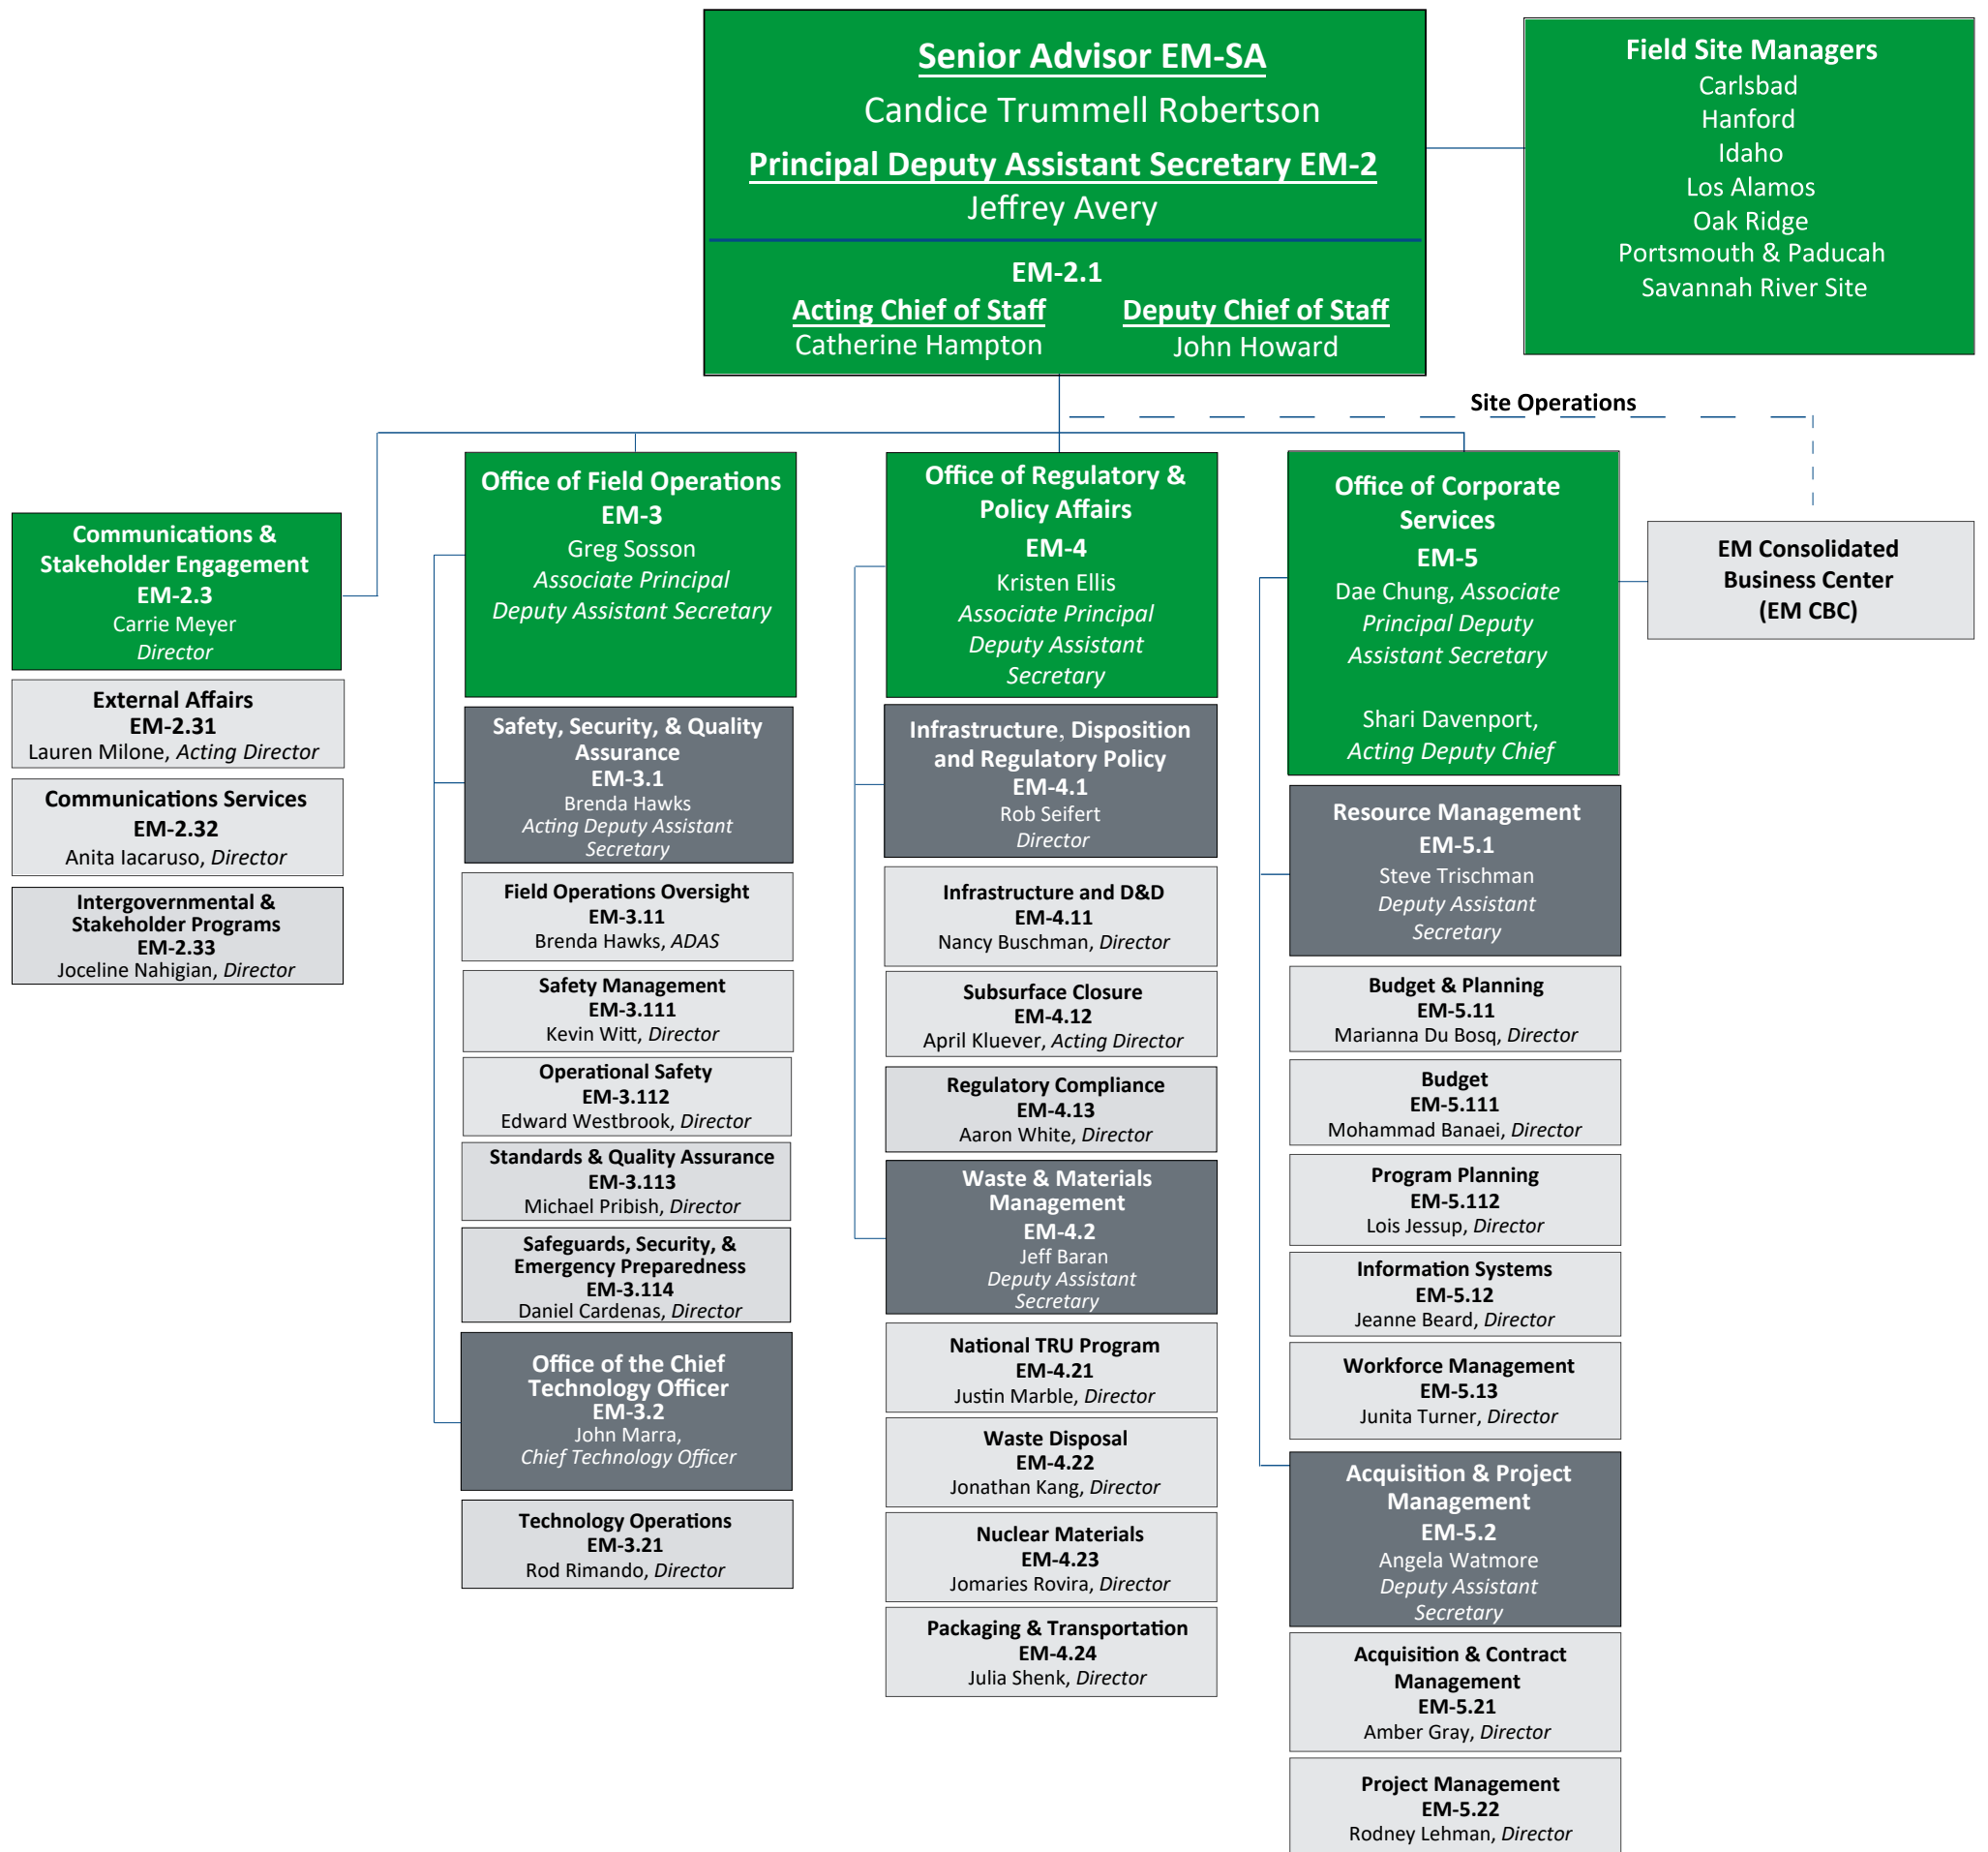 Senior Advisor EM-SA
Candice Trummell Robertson
Principal Deputy Assistant Secretary EM-2
Jeffrey Avery
EM-2.1
Acting Chief of Staff
Catherine Hampton
Deputy Chief of Staff
John Howard
Field Site Managers
Carlsbad
Hanford
Idaho
Los Alamos
Oak Ridge
Portsmouth & Paducah
Savannah River Site
Site Operations
Communications &
Stakeholder Engagement
EM-2.3
Carrie Meyer
Director
External Affairs
EM-2.31
Lauren Milone, Acting Director
Communications Services
EM-2.32
Anita Iacaruso, Director
Intergovernmental &
Stakeholder Programs
EM-2.33
Joceline Nahigian, Director
Office of Field Operations
EM-3
Greg Sosson
Associate Principal
Deputy Assistant Secretary
Safety, Security, & Quality
Assurance
EM-3.1
Brenda Hawks
Acting Deputy Assistant
Secretary
Field Operations Oversight
EM-3.11
Brenda Hawks, ADAS
Safety Management
EM-3.111
Kevin Witt, Director
Operational Safety
EM-3.112
Edward Westbrook, Director
Standards & Quality Assurance
EM-3.113
Michael Pribish, Director
Safeguards, Security, &
Emergency Preparedness
EM-3.114
Daniel Cardenas, Director
Office of the Chief
Technology Officer
EM-3.2
John Marra,
Chief Technology Officer
Technology Operations
EM-3.21
Rod Rimando, Director
Office of Regulatory &
Policy Affairs
EM-4
Kristen Ellis
Associate Principal
Deputy Assistant
Secretary
Infrastructure, Disposition
and Regulatory Policy
EM-4.1
Rob Seifert
Director
Infrastructure and D&D
EM-4.11
Nancy Buschman, Director
Subsurface Closure
EM-4.12
April Kluever, Acting Director
Regulatory Compliance
EM-4.13
Aaron White, Director
Waste & Materials
Management
EM-4.2
Jeff Baran
Deputy Assistant
Secretary
National TRU Program
EM-4.21
Justin Marble, Director
Waste Disposal
EM-4.22
Jonathan Kang, Director
Nuclear Materials
EM-4.23
Jomaries Rovira, Director
Packaging & Transportation
EM-4.24
Julia Shenk, Director
Office of Corporate
Services
EM-5
Dae Chung, Associate
Principal Deputy
Assistant Secretary
Shari Davenport,
Acting Deputy Chief
Resource Management
EM-5.1
Steve Trischman
Deputy Assistant
Secretary
Budget & Planning
EM-5.11
Marianna Du Bosq, Director
Budget
EM-5.111
Mohammad Banaei, Director
Program Planning
EM-5.112
Lois Jessup, Director
Information Systems
EM-5.12
Jeanne Beard, Director
Workforce Management
EM-5.13
Junita Turner, Director
Acquisition & Project
Management
EM-5.2
Angela Watmore
Deputy Assistant
Secretary
Acquisition & Contract
Management
EM-5.21
Amber Gray, Director
Project Management
EM-5.22
Rodney Lehman, Director
EM Consolidated
Business Center
(EM CBC)